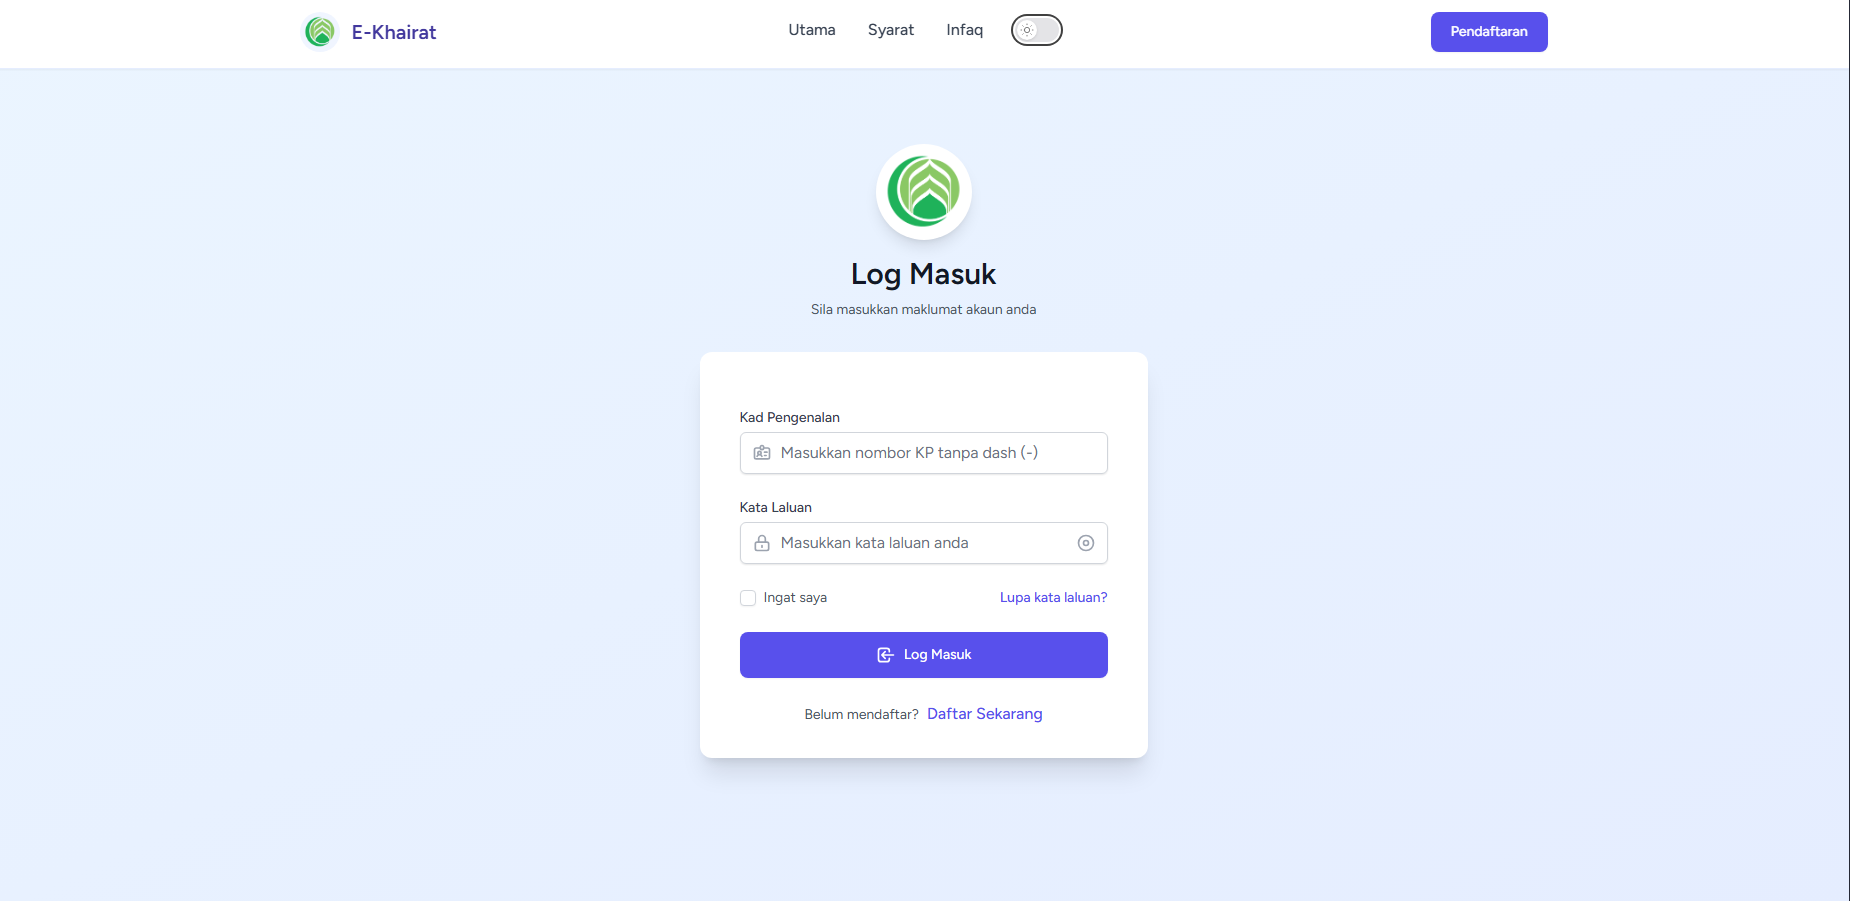 E-Khairat
Utama
Syarat
Infaq
Pendaftaran
Log Masuk
Sila masukkan maklumat akaun anda
Kad Pengenalan
Masukkan nombor KP tanpa dash (-)
Kata Laluan
Masukkan kata laluan anda
Ingat saya
Lupa kata laluan?
Log Masuk
Belum mendaftar? Daftar Sekarang